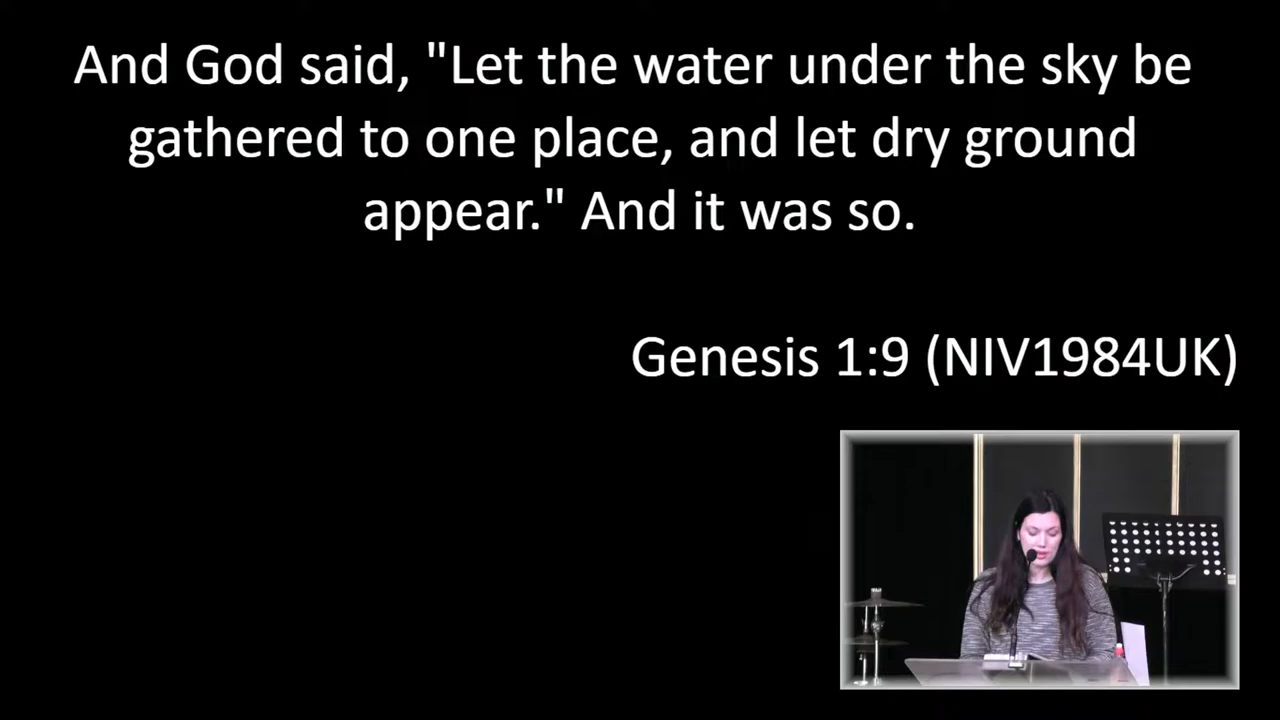 And God said, "Let the water under the sky be
gathered to one place, and let dry ground
appear." And it was so.
Genesis 1:9 (NIV1984UK)